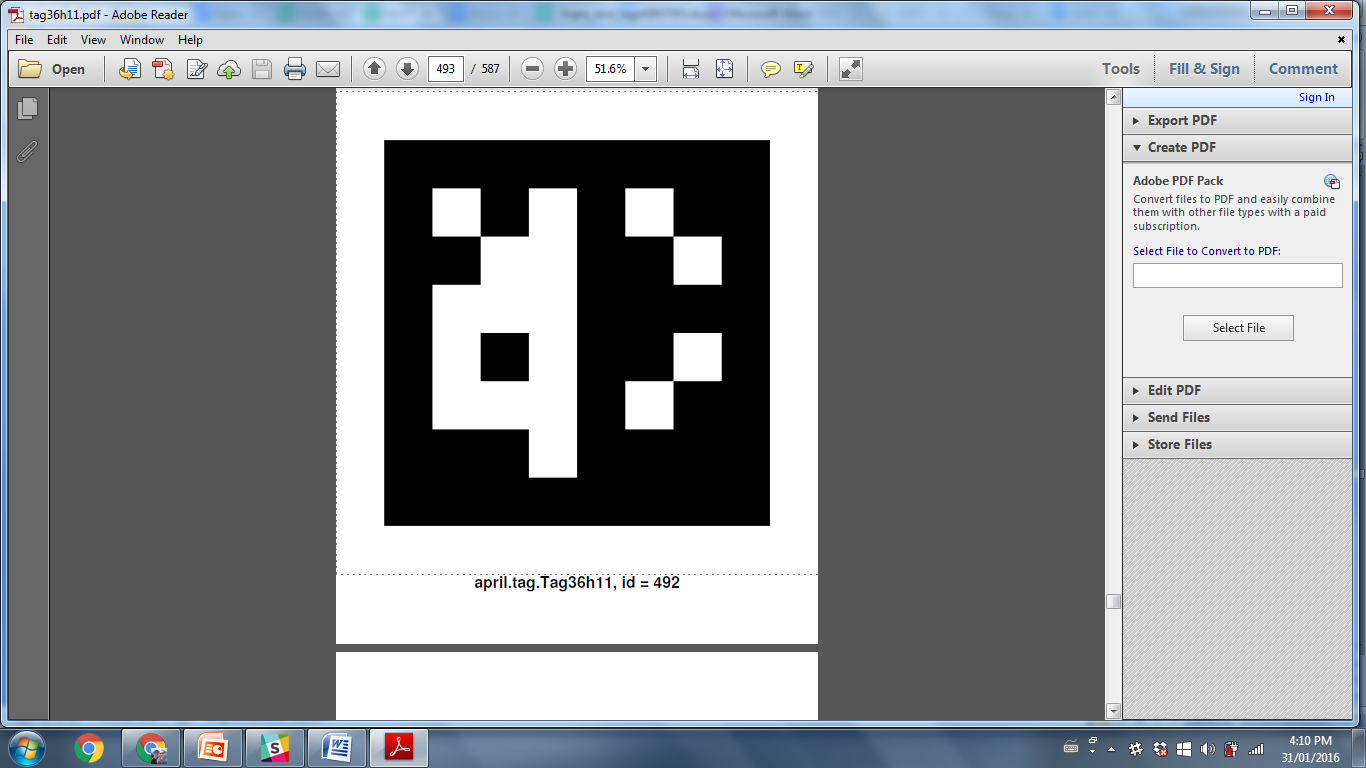 tag36h11.pdf - Adobe Reader
File Edit View Window Help
Open 493 / 587 51.6% Tools Fill & Sign Comment
Sign In
Export PDF
Create PDF
Adobe PDF Pack
Convert files to PDF and easily combine
them with other file types with a paid
subscription.
Select File to Convert to PDF:
Select File
Edit PDF
Send Files
Store Files
april.tag.Tag36h11, id = 492
4:10 PM
31/01/2016